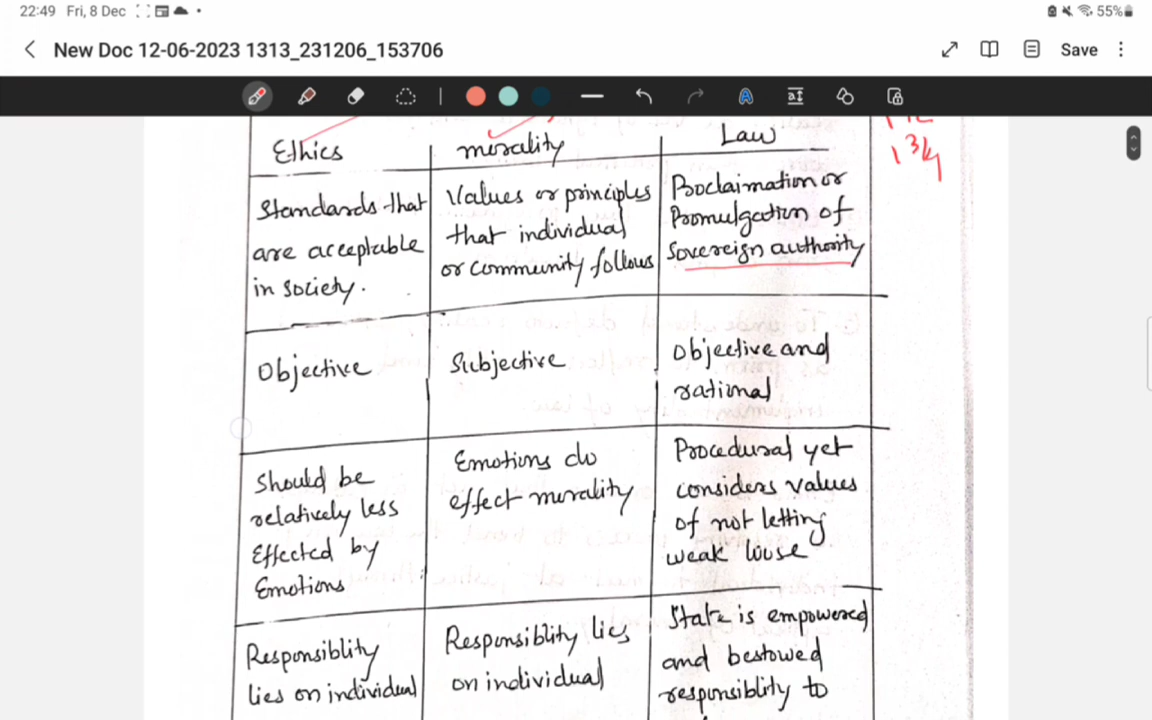 22:49 Fri, 8 Dec
55%
New Doc 12-06-2023 1313_231206_153706
Save
Ethics
morality
Law
Standards that
are acceptable
in society.
Values or principles
that individual
or community follows
Proclaimation or
Promulgation of
Sovereign authority
Objective
Subjective
Objective and
rational
Should be
relatively less
Effected by
Emotions
Emotions do
effect morality
Procedural yet
considers values
of not letting
weak loose
Responsiblity
lies on individual
Responsiblity lies
on individual
State is empowered
and bestowed
responsiblity to